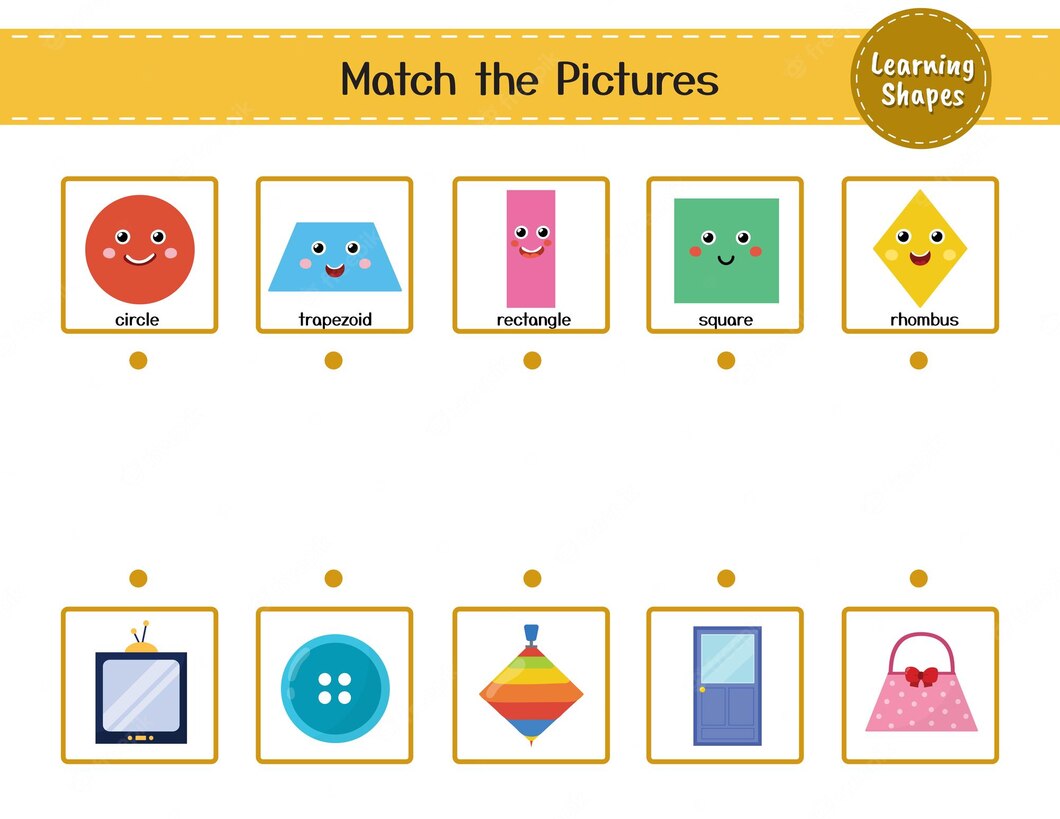 Match the Pictures
Learning
Shapes
circle
trapezoid
rectangle
square
rhombus